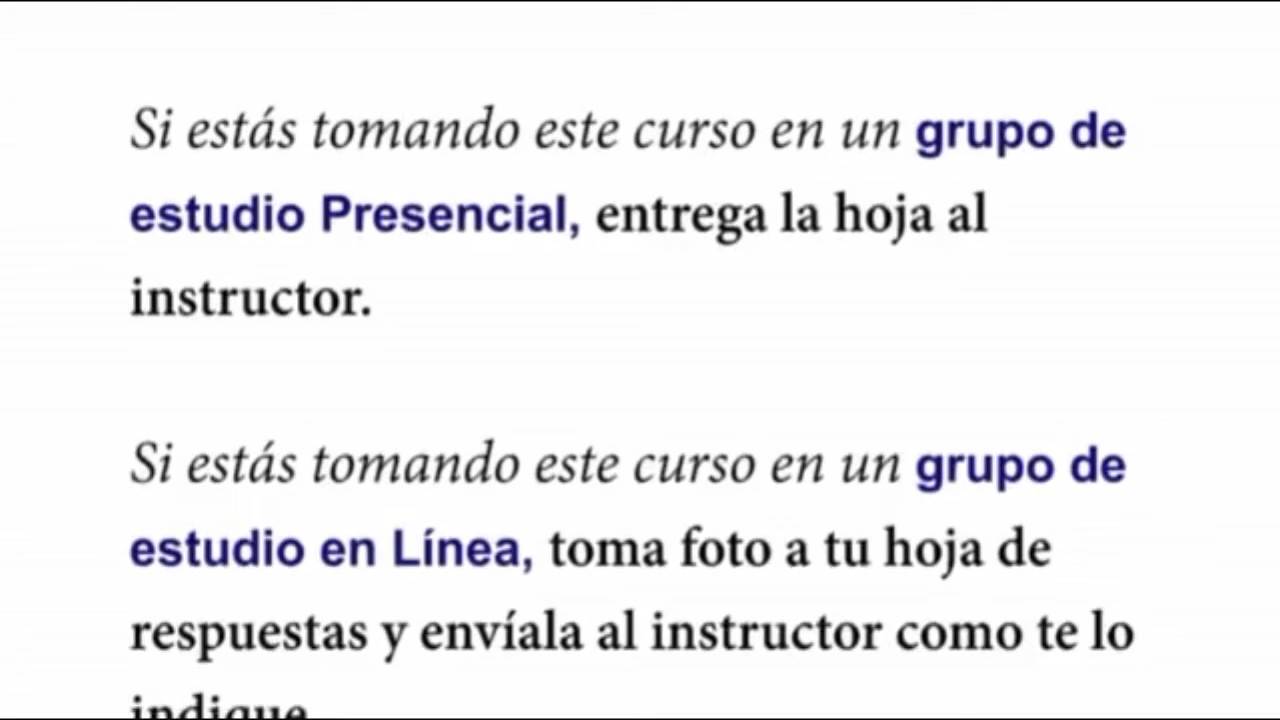 Si estás tomando este curso en un grupo de
estudio Presencial, entrega la hoja al
instructor.
Si estás tomando este curso en un grupo de
estudio en Línea, toma foto a tu hoja de
respuestas y envíala al instructor como te lo
indique